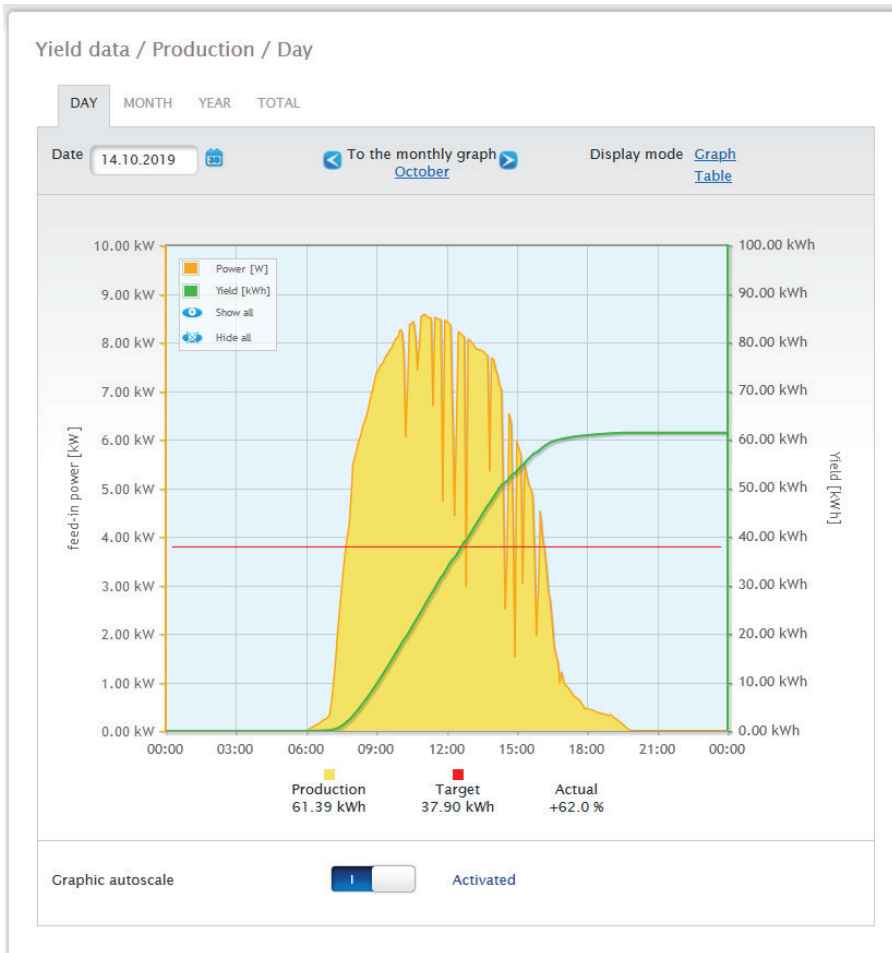 Yield data / Production / Day
DAY MONTH YEAR TOTAL
Date 14.10.2019 30 To the monthly graph Display mode Graph
October Table
10.00 kW 100.00 kWh
Power [W]
9.00 kW Yield [kWh] 90.00 kWh
Show all
Hide all
8.00 kW 80.00 kWh
7.00 kW 70.00 kWh
6.00 kW 60.00 kWh
feed-in power [kW] Yield [kWh]
5.00 kW 50.00 kWh
4.00 kW 40.00 kWh
3.00 kW 30.00 kWh
2.00 kW 20.00 kWh
1.00 kW 10.00 kWh
0.00 kW 0.00 kWh
00:00 03:00 06:00 09:00 12:00 15:00 18:00 21:00 00:00
Production Target Actual
61.39 kWh 37.90 kWh +62.0 %
Graphic autoscale I Activated